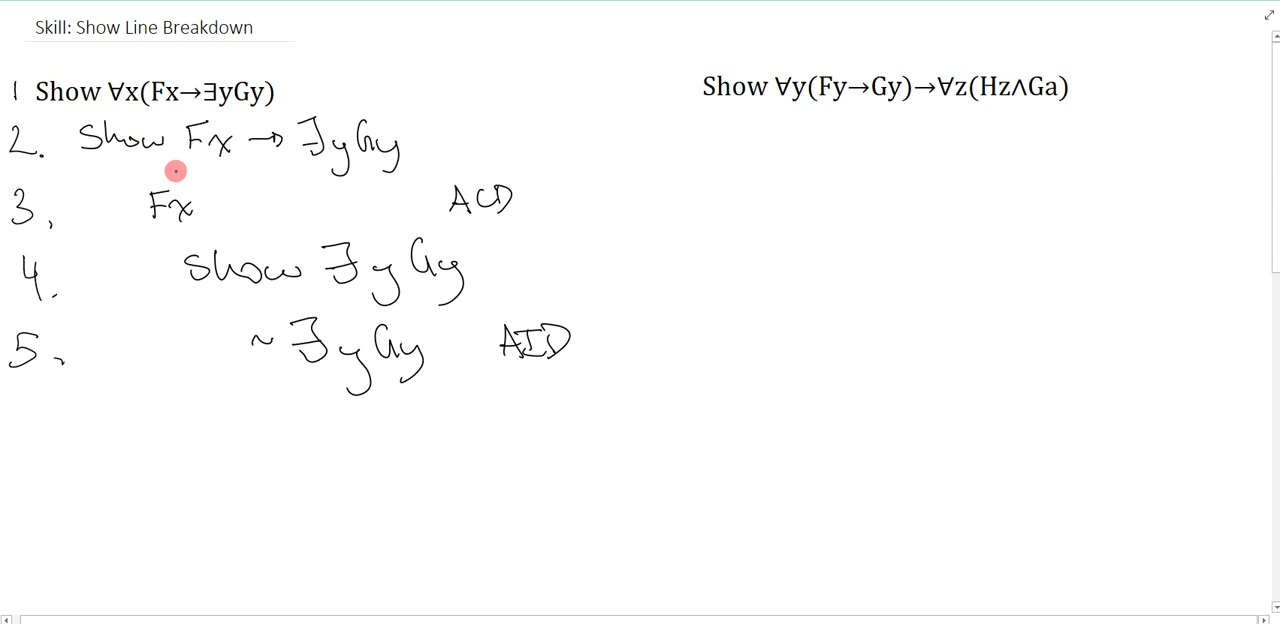 Skill: Show Line Breakdown
1 Show ∀x(Fx→∃yGy)
2. Show Fx → ∃yGy
3. Fx ACD
4. Show ∃yGy
5. ~∃yGy AID
Show ∀y(Fy→Gy)→∀z(Hz∧Ga)